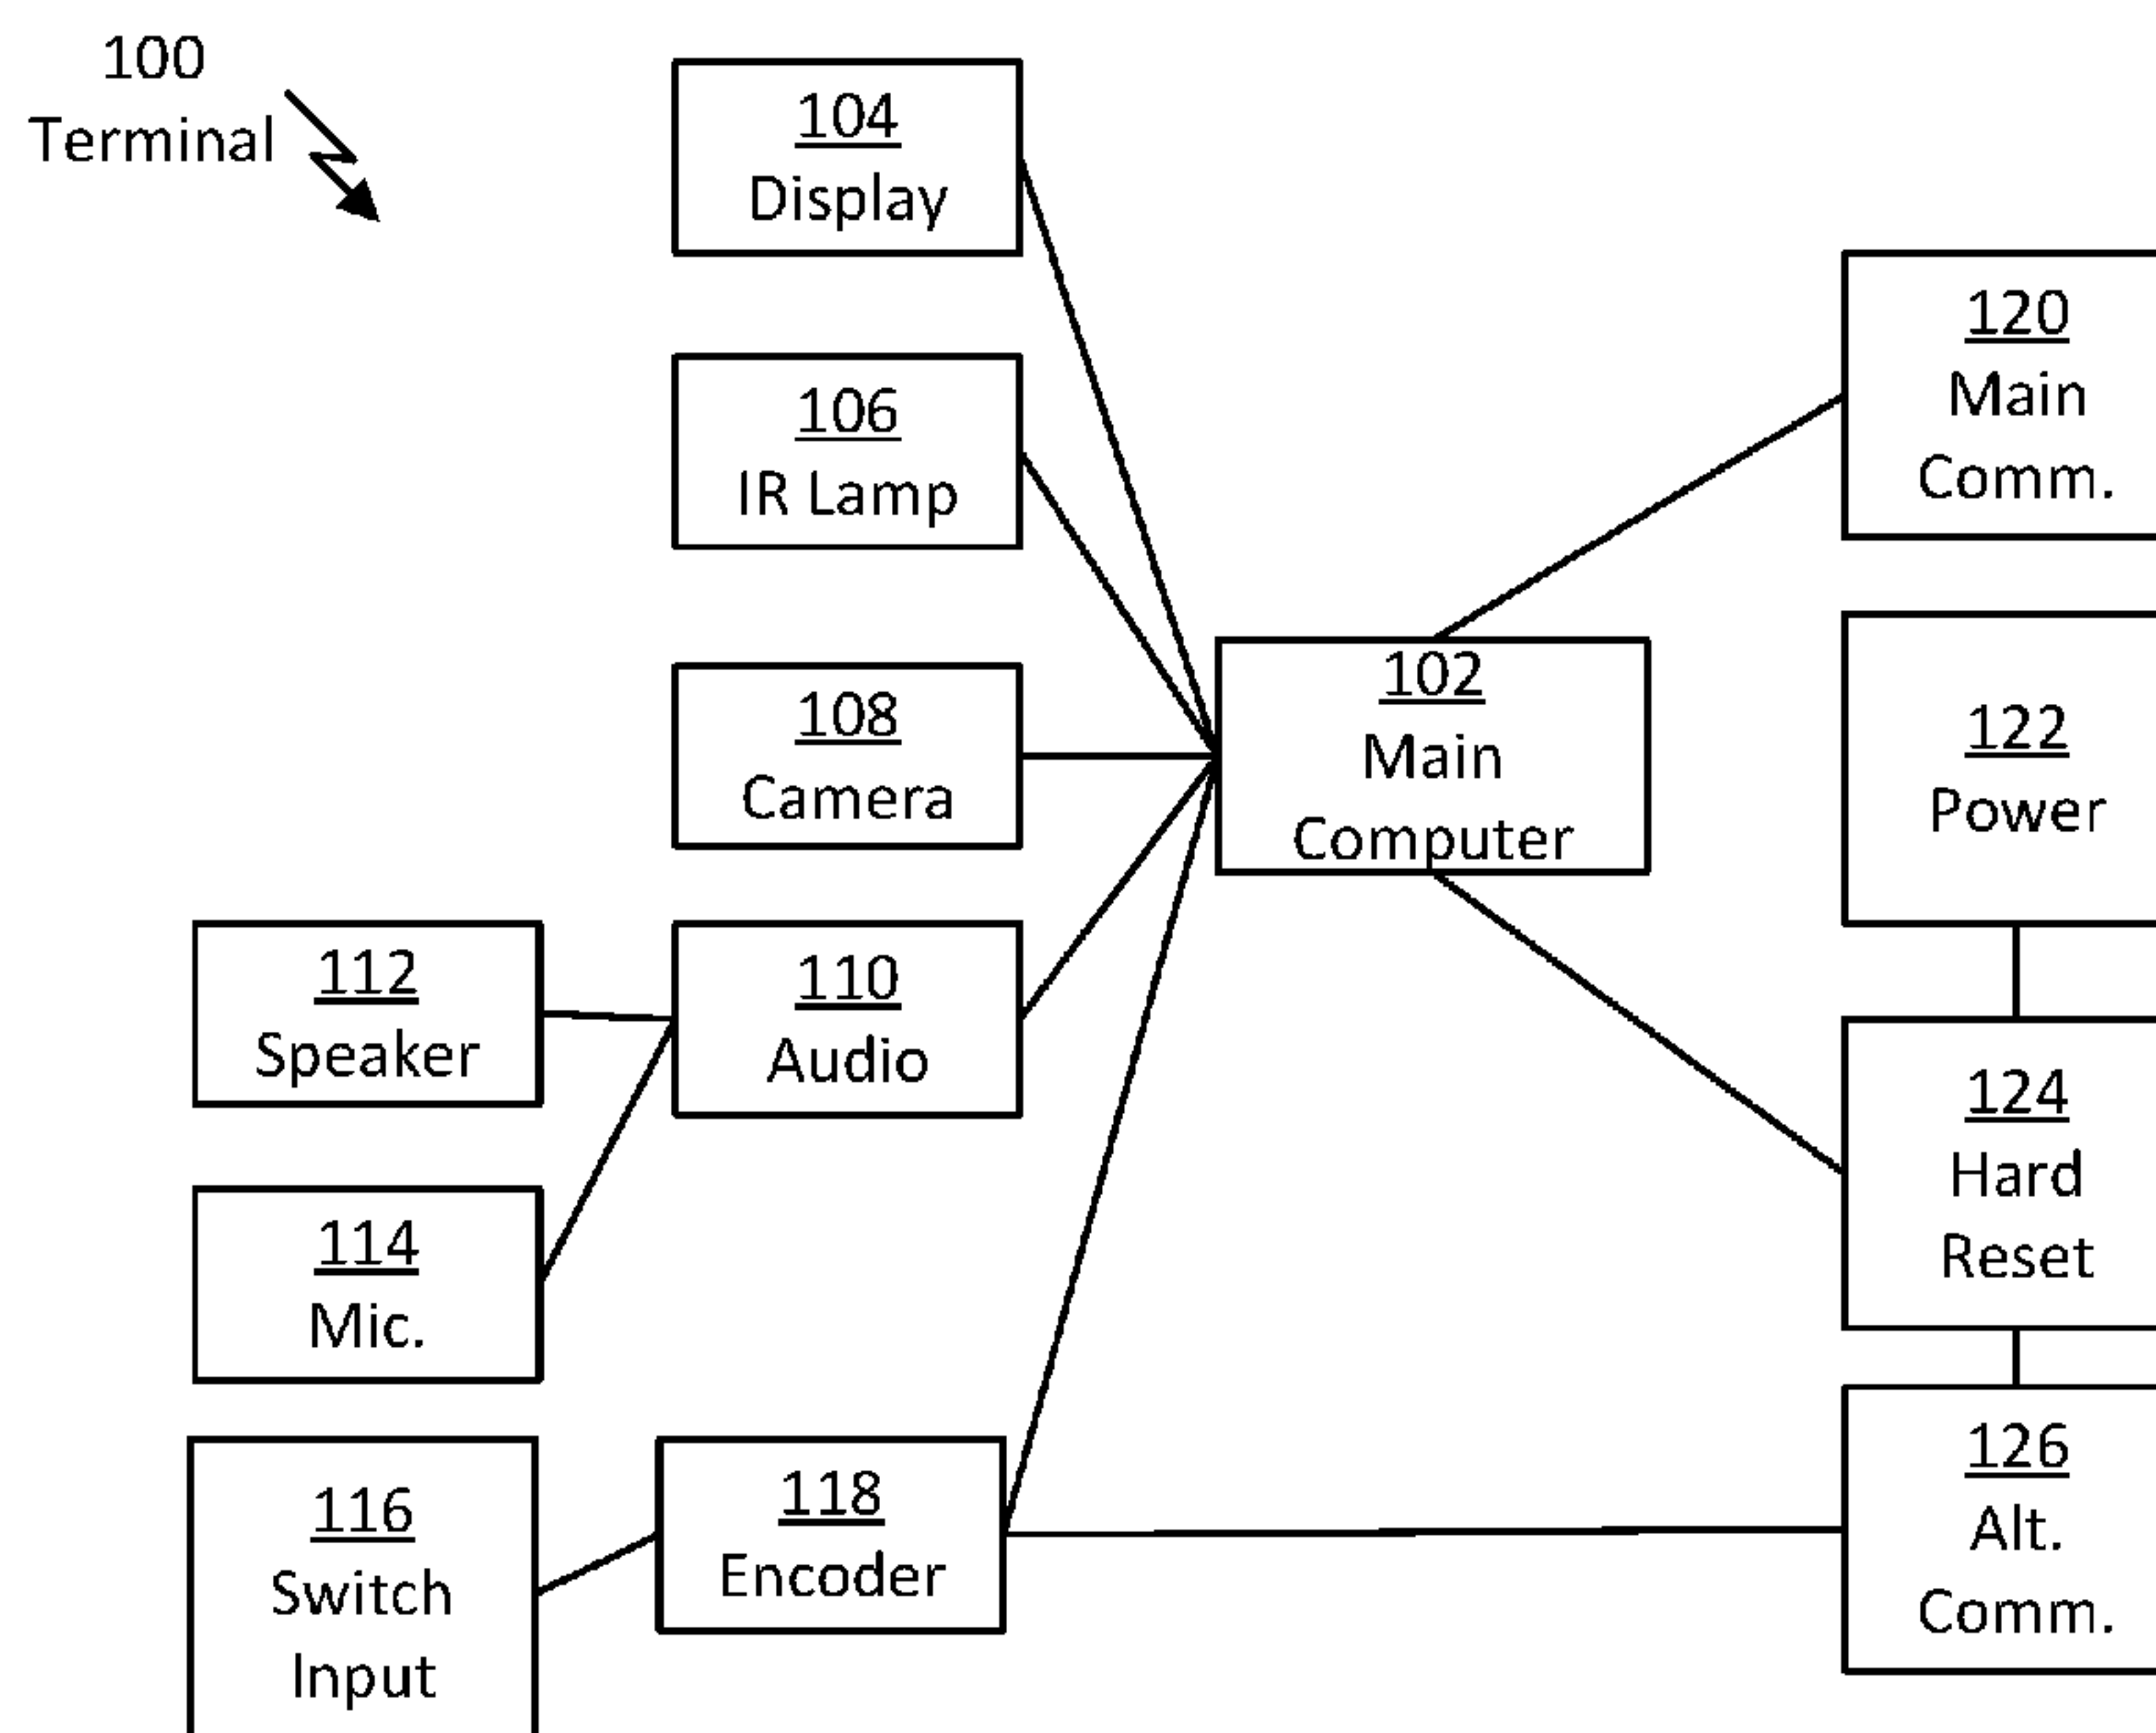 100
Terminal
104
Display
106
IR Lamp
108
Camera
110
Audio
112
Speaker
114
Mic.
116
Switch
Input
118
Encoder
102
Main
Computer
120
Main
Comm.
122
Power
124
Hard
Reset
126
Alt.
Comm.